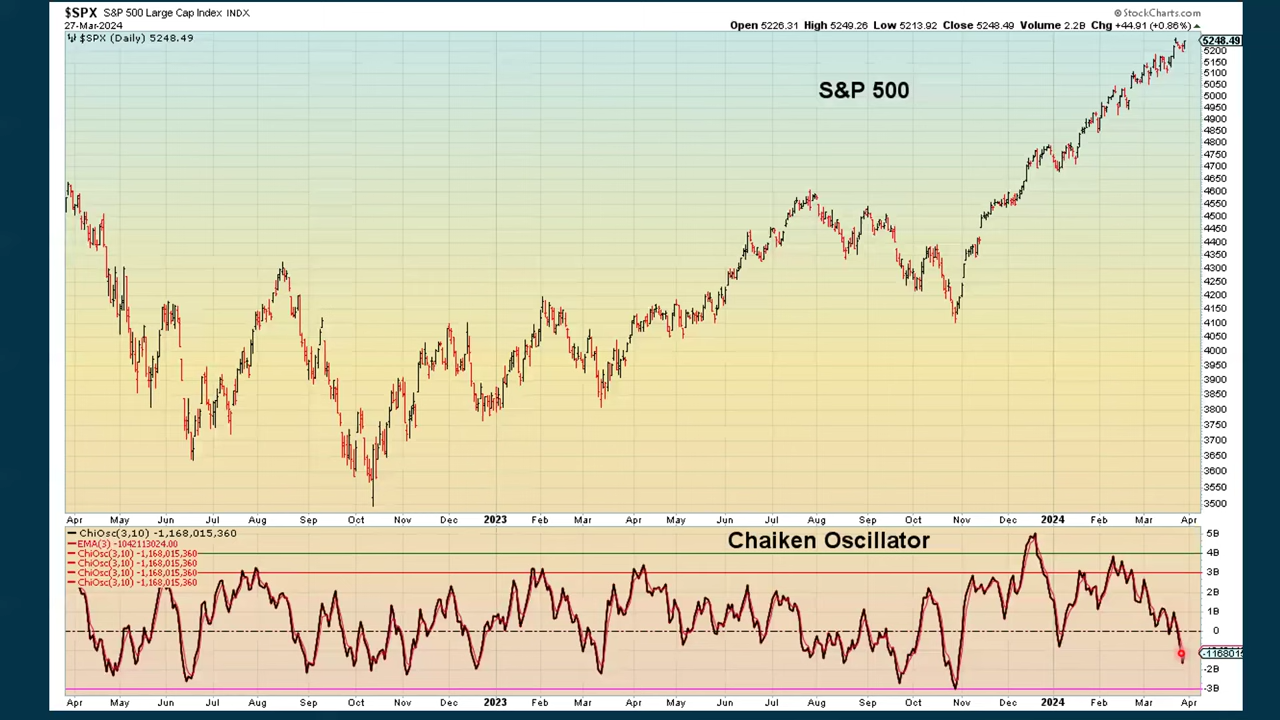 $SPX S&P 500 Large Cap Index INDX
© StockCharts.com
27-Mar-2024
Open 5226.31 High 5249.26 Low 5213.92 Close 5248.49 Volume 2.2B Chg +44.91 (+0.86%)
$SPX (Daily) 5248.49
S&P 500
5248.49
5200
5150
5100
5050
5000
4950
4900
4850
4800
4750
4700
4650
4600
4550
4500
4450
4400
4350
4300
4250
4200
4150
4100
4050
4000
3950
3900
3850
3800
3750
3700
3650
3600
3550
3500
Apr May Jun Jul Aug Sep Oct Nov Dec 2023 Feb Mar Apr May Jun Jul Aug Sep Oct Nov Dec 2024 Feb Mar Apr
ChiOsc(3,10) -1,168,015,360
EMA(3) -1042113024.00
ChiOsc(3,10) -1,168,015,360
ChiOsc(3,10) -1,168,015,360
ChiOsc(3,10) -1,168,015,360
ChiOsc(3,10) -1,168,015,360
Chaiken Oscillator
5B
4B
3B
2B
1B
0
-1168015
-2B
-3B
Apr May Jun Jul Aug Sep Oct Nov Dec 2023 Feb Mar Apr May Jun Jul Aug Sep Oct Nov Dec 2024 Feb Mar Apr